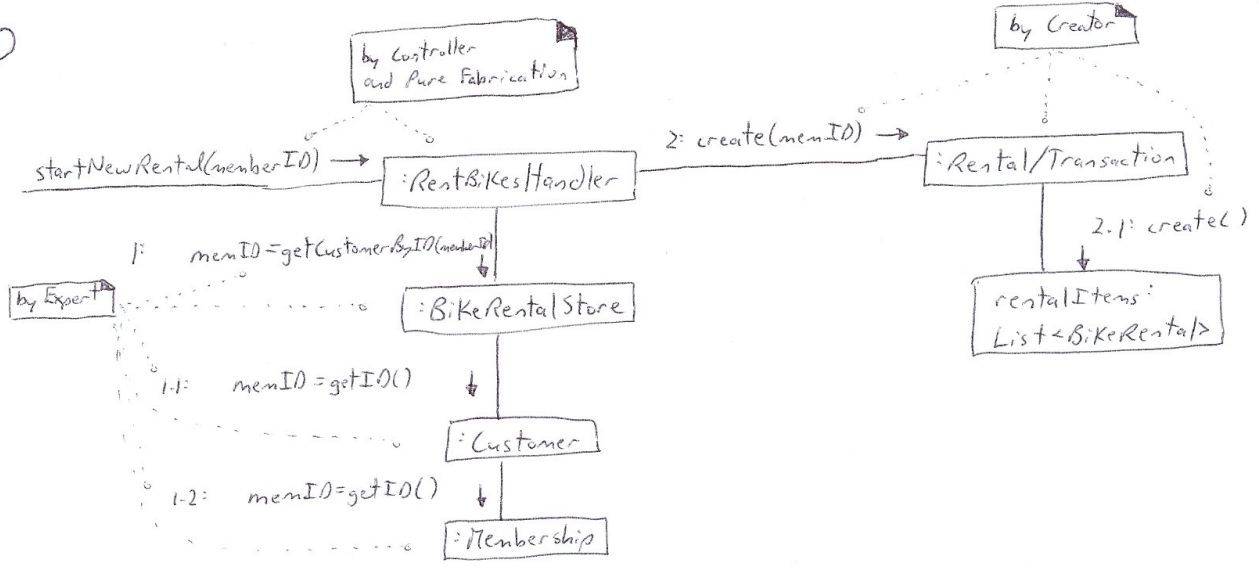 by Controller
and Pure Fabrication
by Creator
startNewRental(memberID)
:RentBikesHandler
2: create(memID)
:Rental/Transaction
2.1: create()
rentalItems:
List<BikeRental>
1: memID=getCustomerByID(memberID)
by Expert
:BikeRentalStore
1.1: memID=getID()
:Customer
1.2: memID=getID()
:Membership